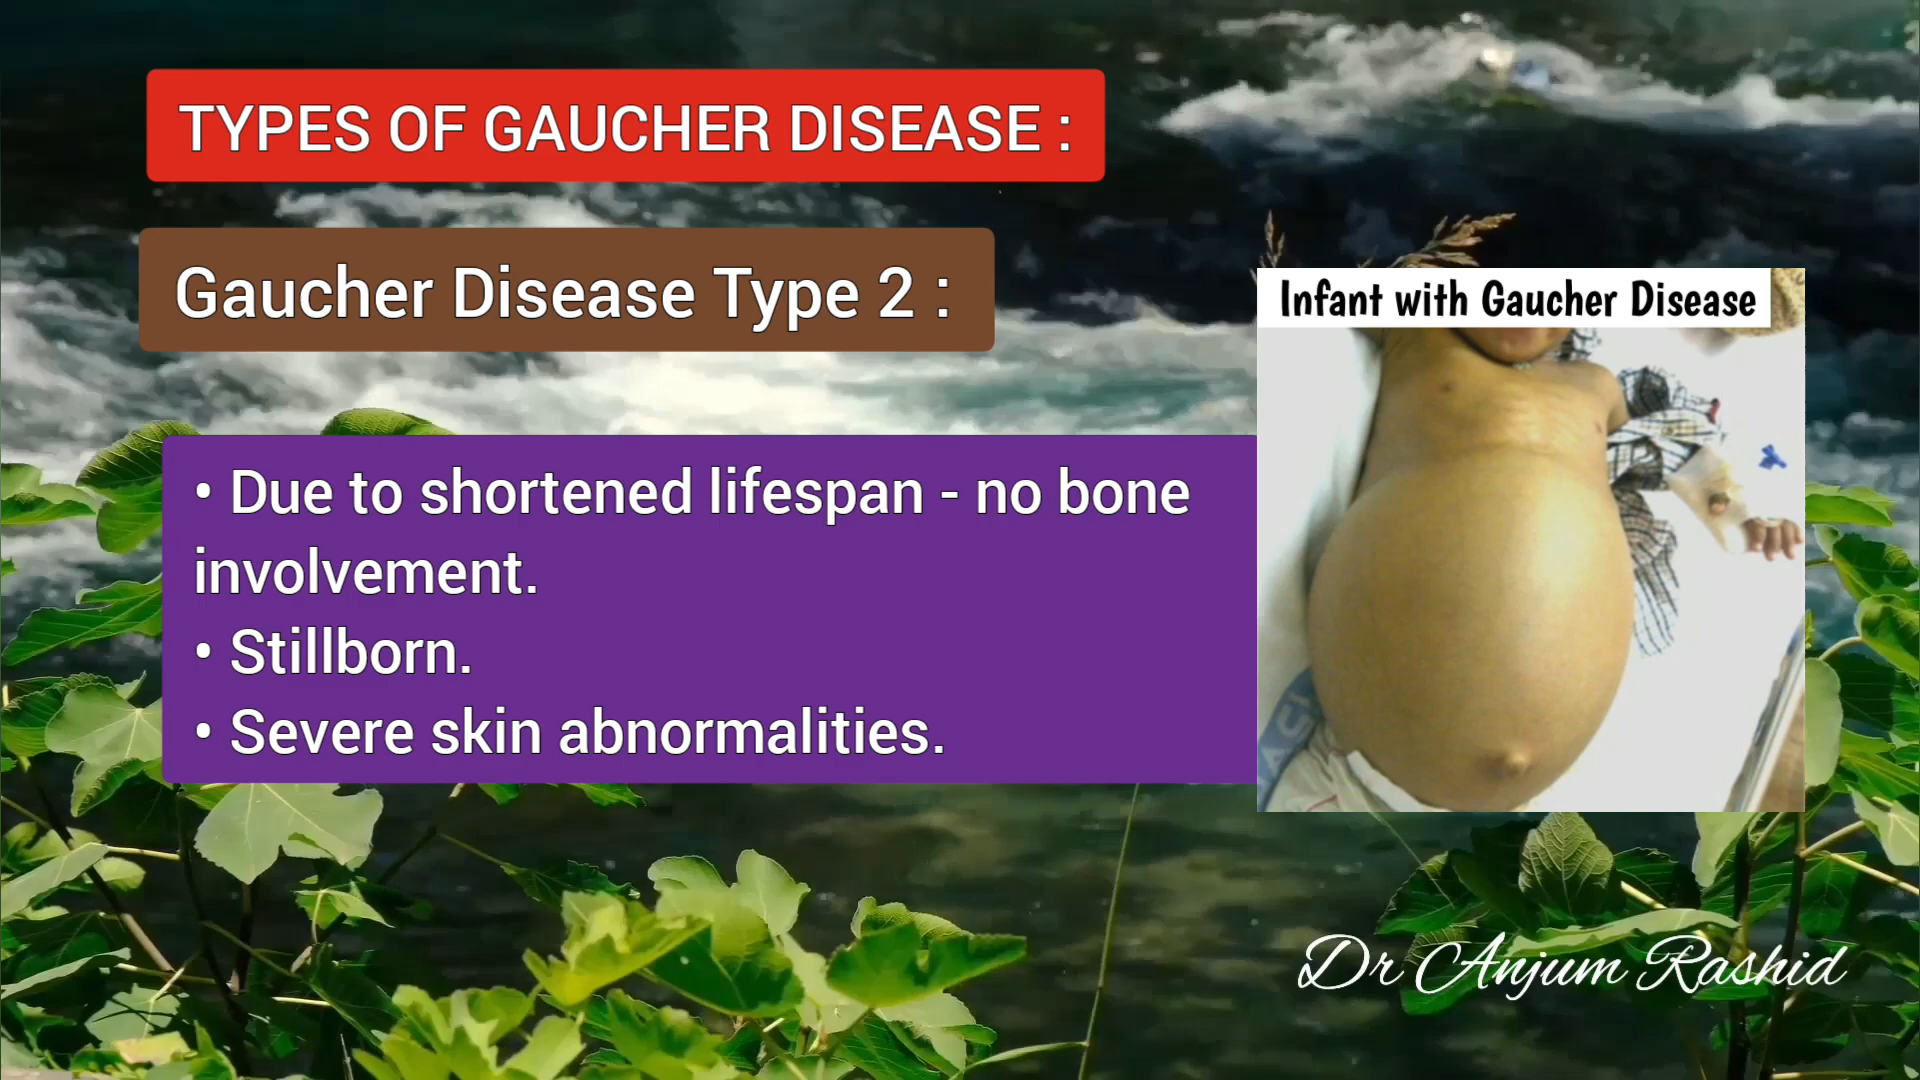 TYPES OF GAUCHER DISEASE :
Gaucher Disease Type 2 :
• Due to shortened lifespan - no bone
involvement.
• Stillborn.
• Severe skin abnormalities.
Infant with Gaucher Disease
Dr Anjum Rashid